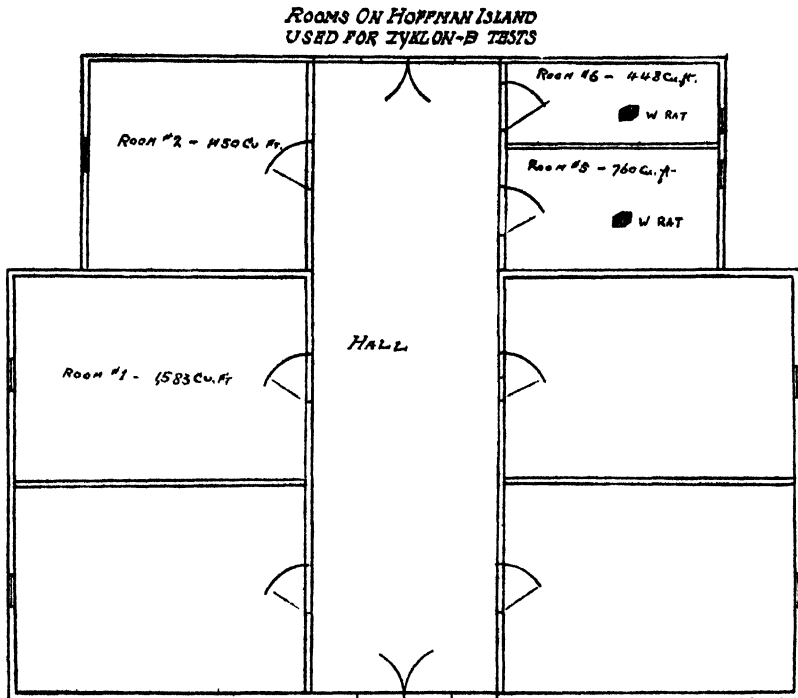 ROOMS ON HOFFMAN ISLAND
USED FOR ZYKLON-B TESTS
ROOM #6 - 448 Cu. ft.
W RAT
ROOM #2 - 1150 CU FT.
ROOM #5 - 760 Cu. ft-
W RAT
HALL
ROOM #1 - 1583 CU. FT